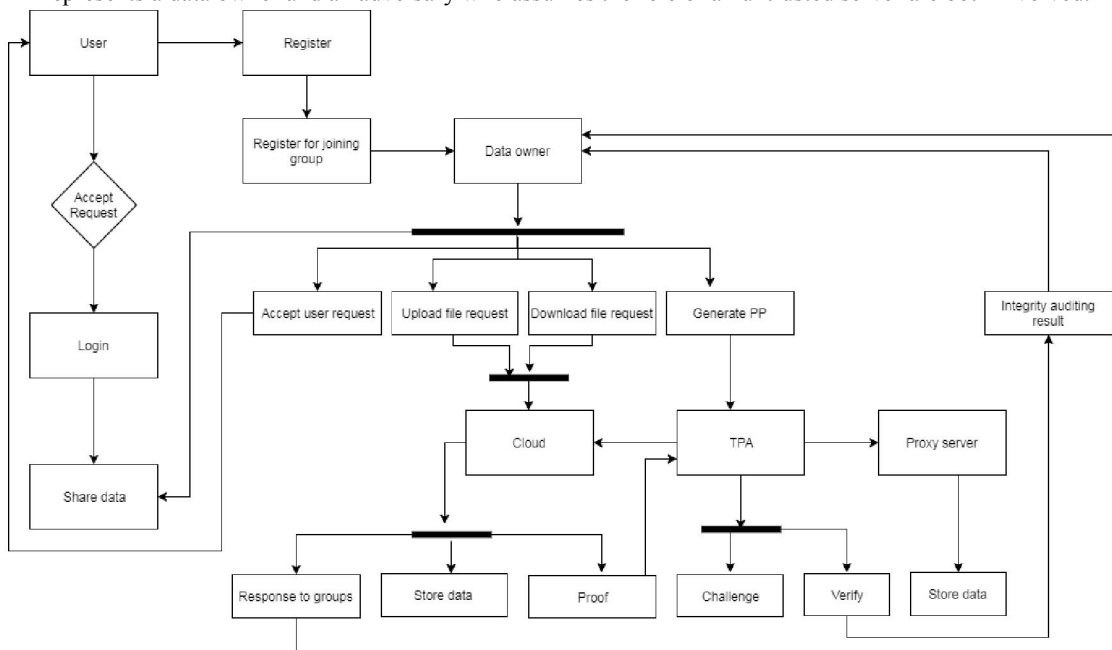 User
Register
Register for joining
group
Data owner
Accept
Request
Accept user request
Upload file request
Download file request
Generate PP
Integrity auditing
result
Login
Cloud
TPA
Proxy server
Share data
Response to groups
Store data
Proof
Challenge
Verify
Store data